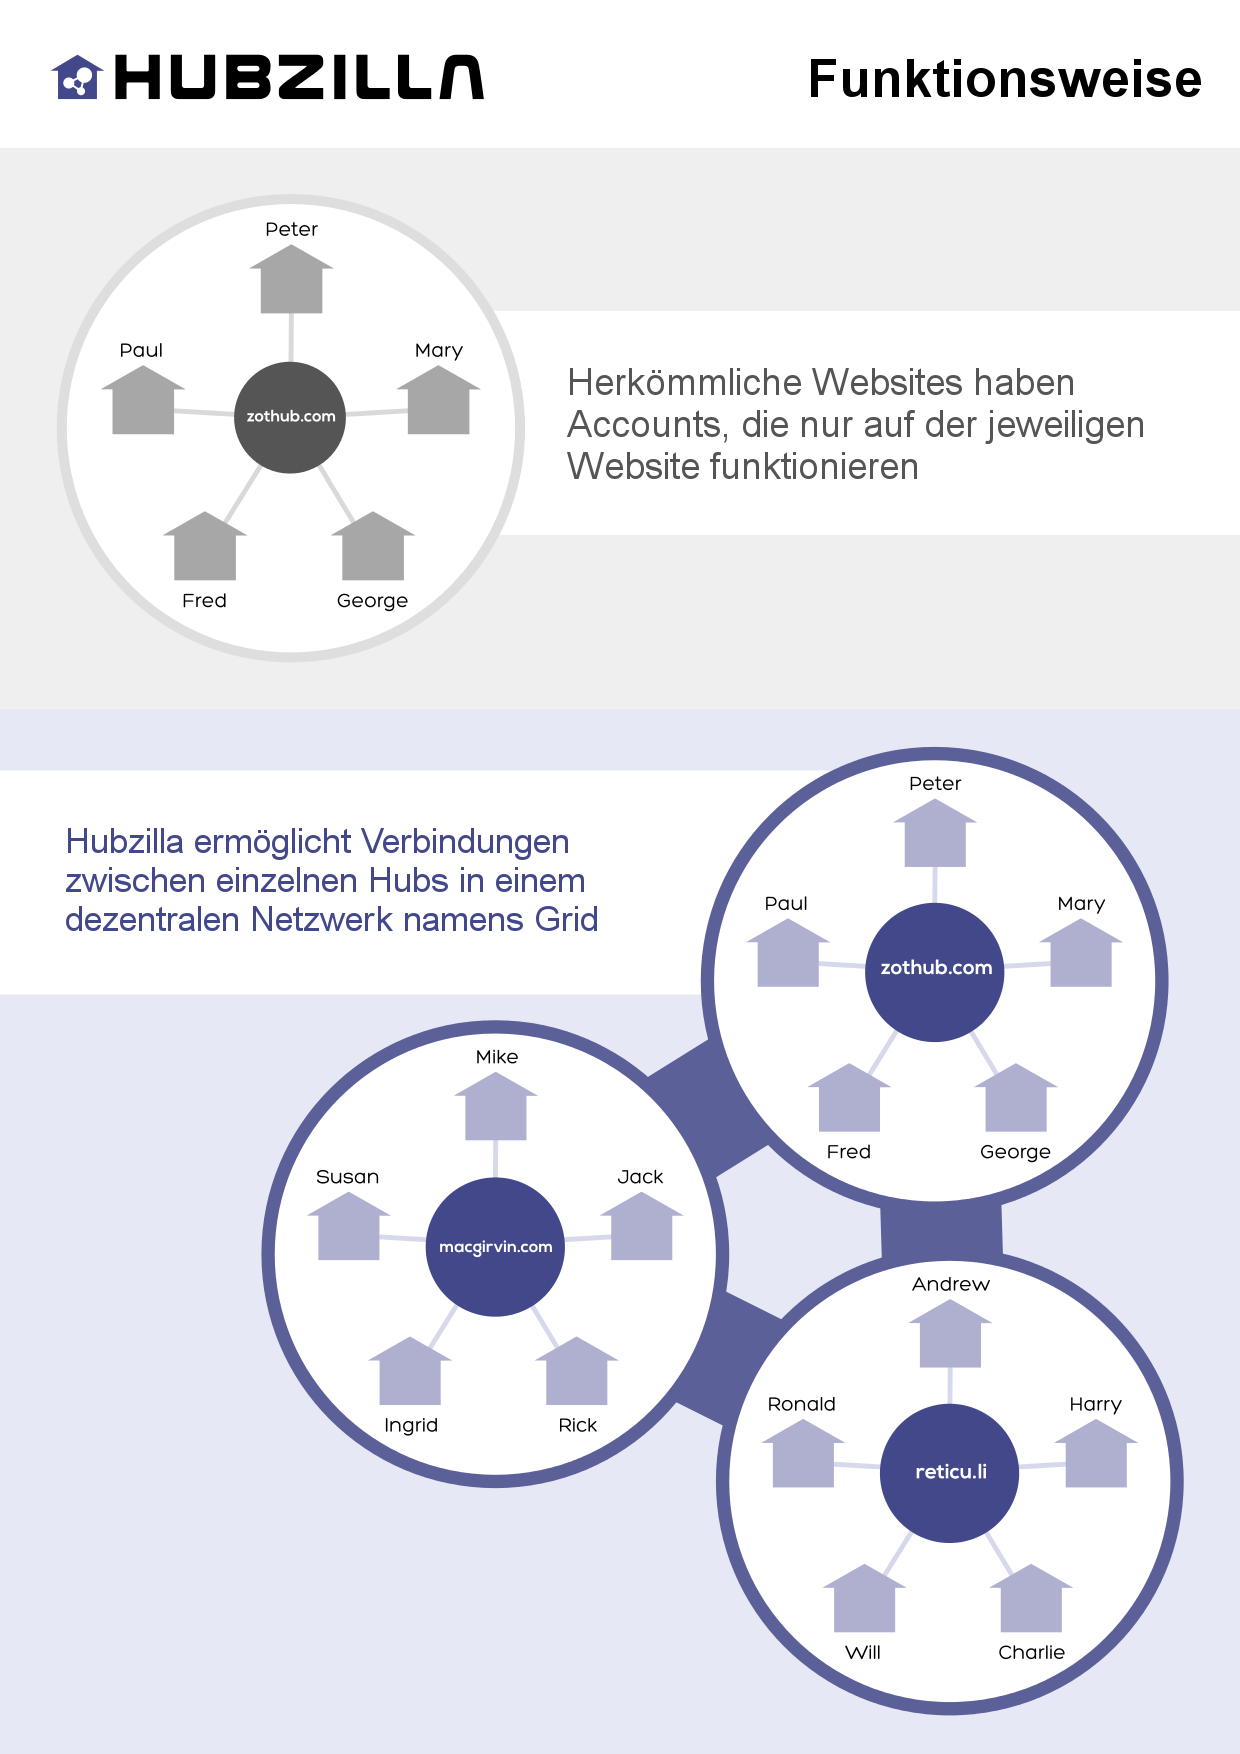 HUBZILLA
Funktionsweise
Peter
Paul
Mary
zothub.com
Fred
George
Herkömmliche Websites haben
Accounts, die nur auf der jeweiligen
Website funktionieren
Hubzilla ermöglicht Verbindungen
zwischen einzelnen Hubs in einem
dezentralen Netzwerk namens Grid
Peter
Paul
Mary
zothub.com
Fred
George
Mike
Susan
Jack
macgirvin.com
Ingrid
Rick
Andrew
Ronald
Harry
reticu.li
Will
Charlie